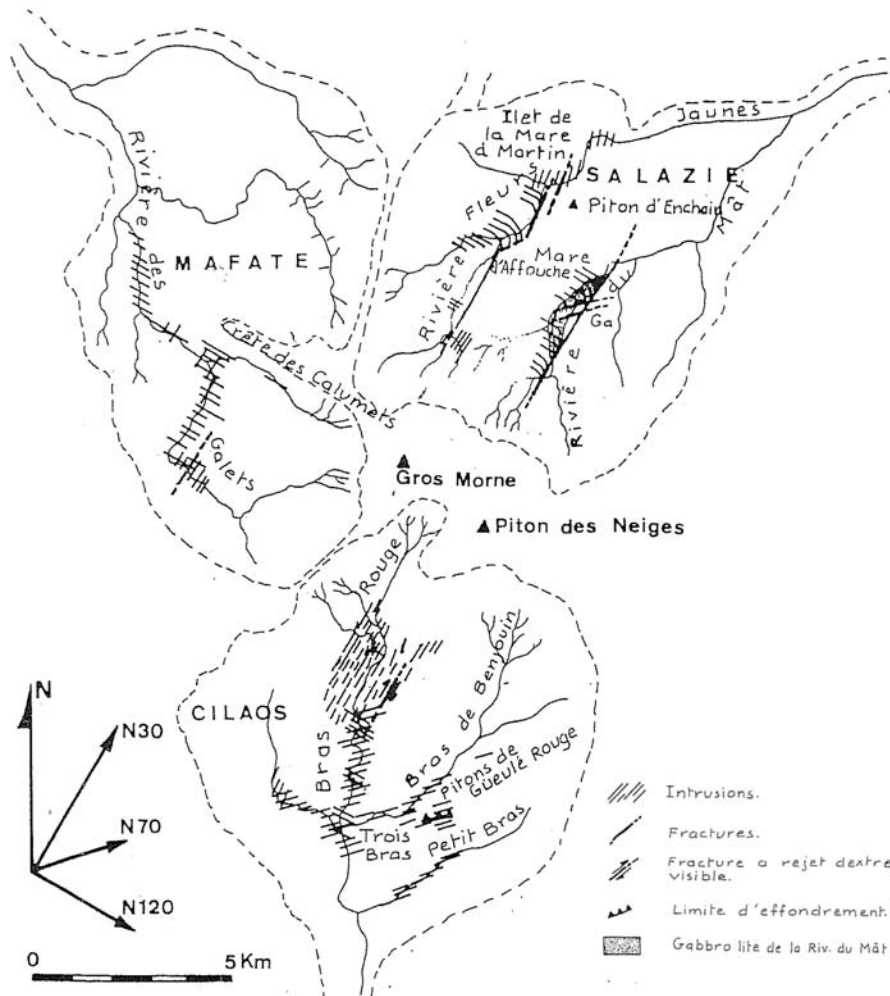 Jaunes
Ilet de
la Mare
à Martin
SALAZIE
Piton d'Enchain
Rivière
Fleurs
Mare
d'Affouche
Rivière
du
Mât
Ga
Rivière
des
Galets
MAFATE
Crête des Calumets
Gros Morne
Piton des Neiges
Bras
Rouge
CILAOS
Bras de Benjouin
Pitons de
Gueule Rouge
Trois
Bras
Petit Bras
N
N30
N70
N120
0 5 Km
Intrusions.
Fractures.
Fracture a rejet dextre
visible.
Limite d'effondrement.
Gabbro lité de la Riv. du Mât